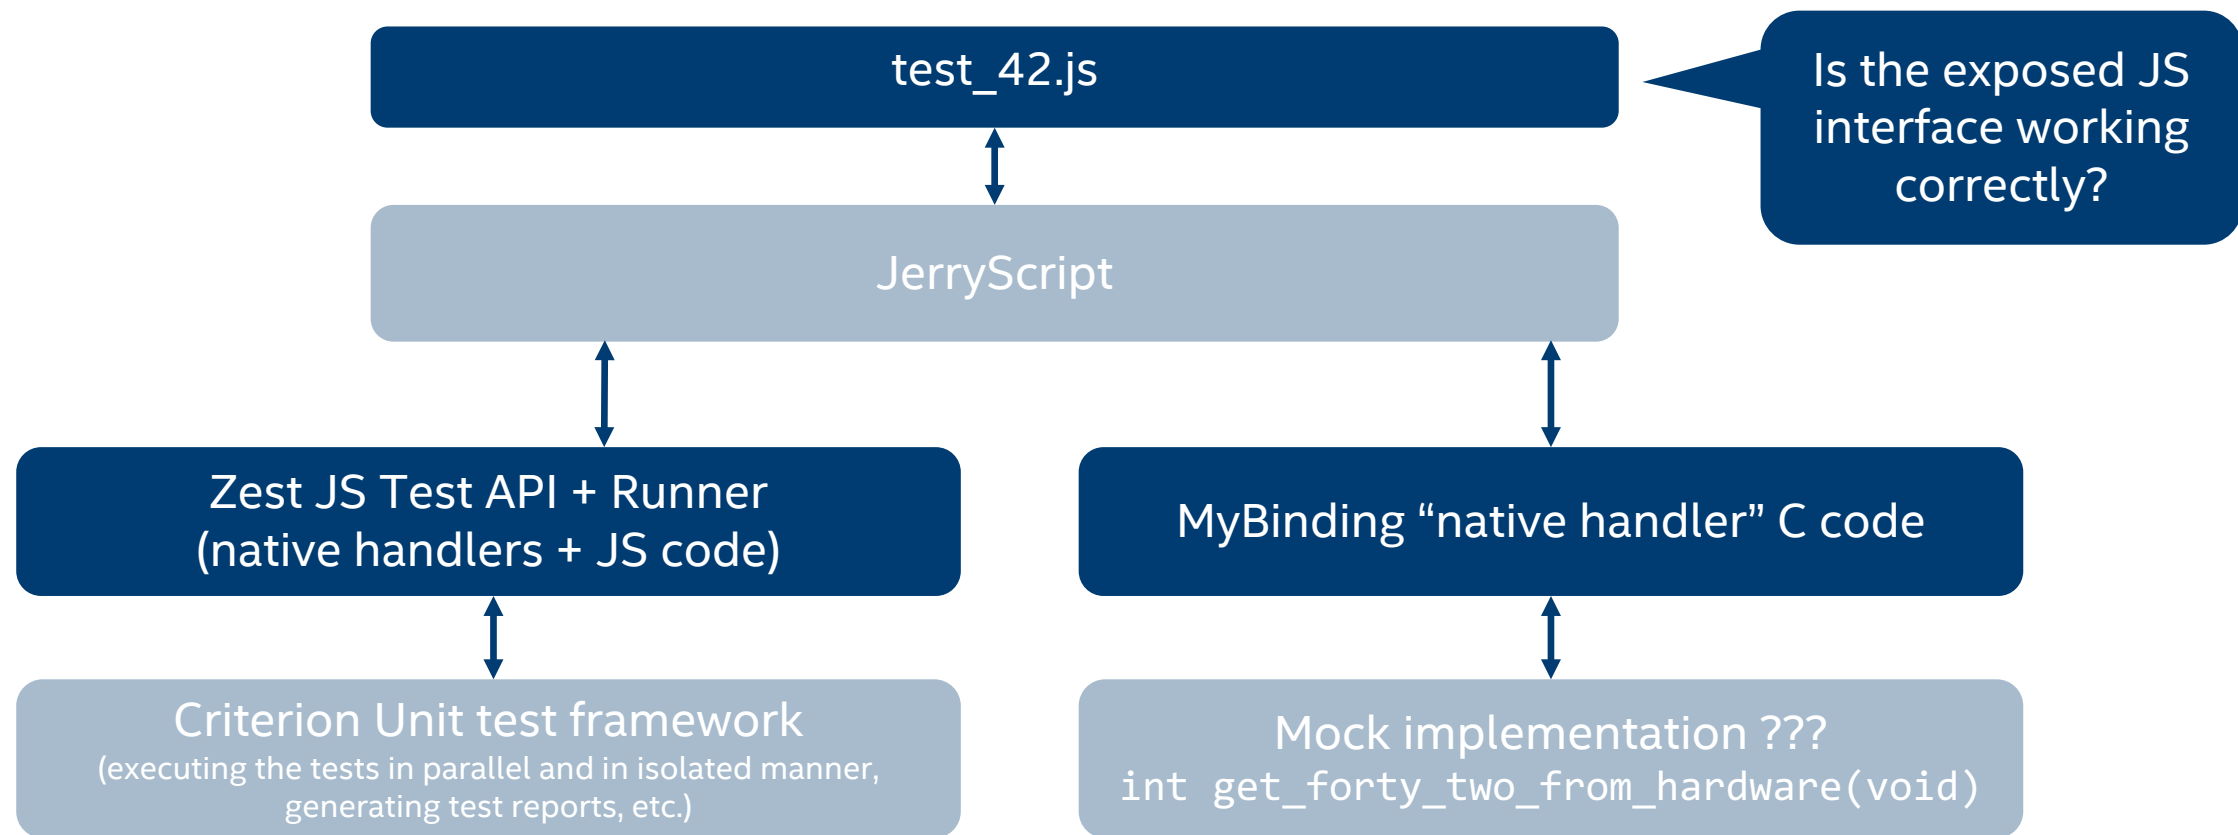 test_42.js
Is the exposed JS
interface working
correctly?
JerryScript
Zest JS Test API + Runner
(native handlers + JS code)
MyBinding “native handler” C code
Criterion Unit test framework
(executing the tests in parallel and in isolated manner,
generating test reports, etc.)
Mock implementation ???
int get_forty_two_from_hardware(void)